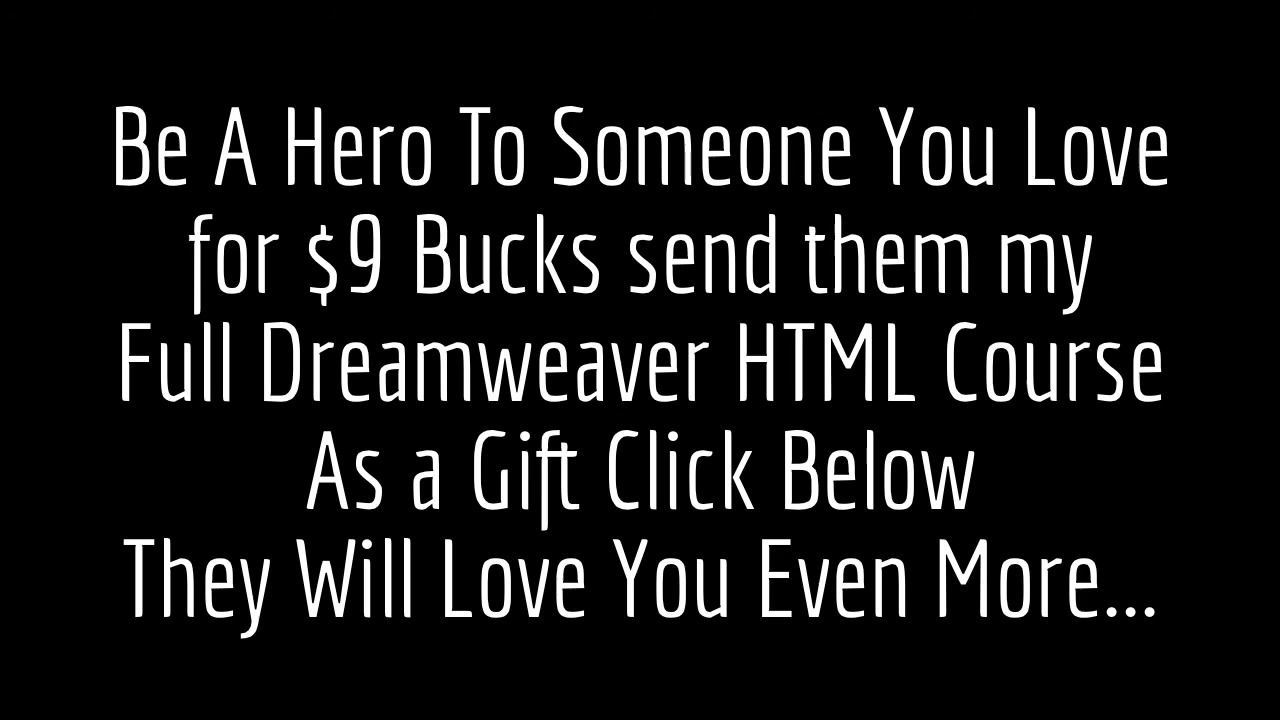 Be A Hero To Someone You Love
for $9 Bucks send them my
Full Dreamweaver HTML Course
As a Gift Click Below
They Will Love You Even More...